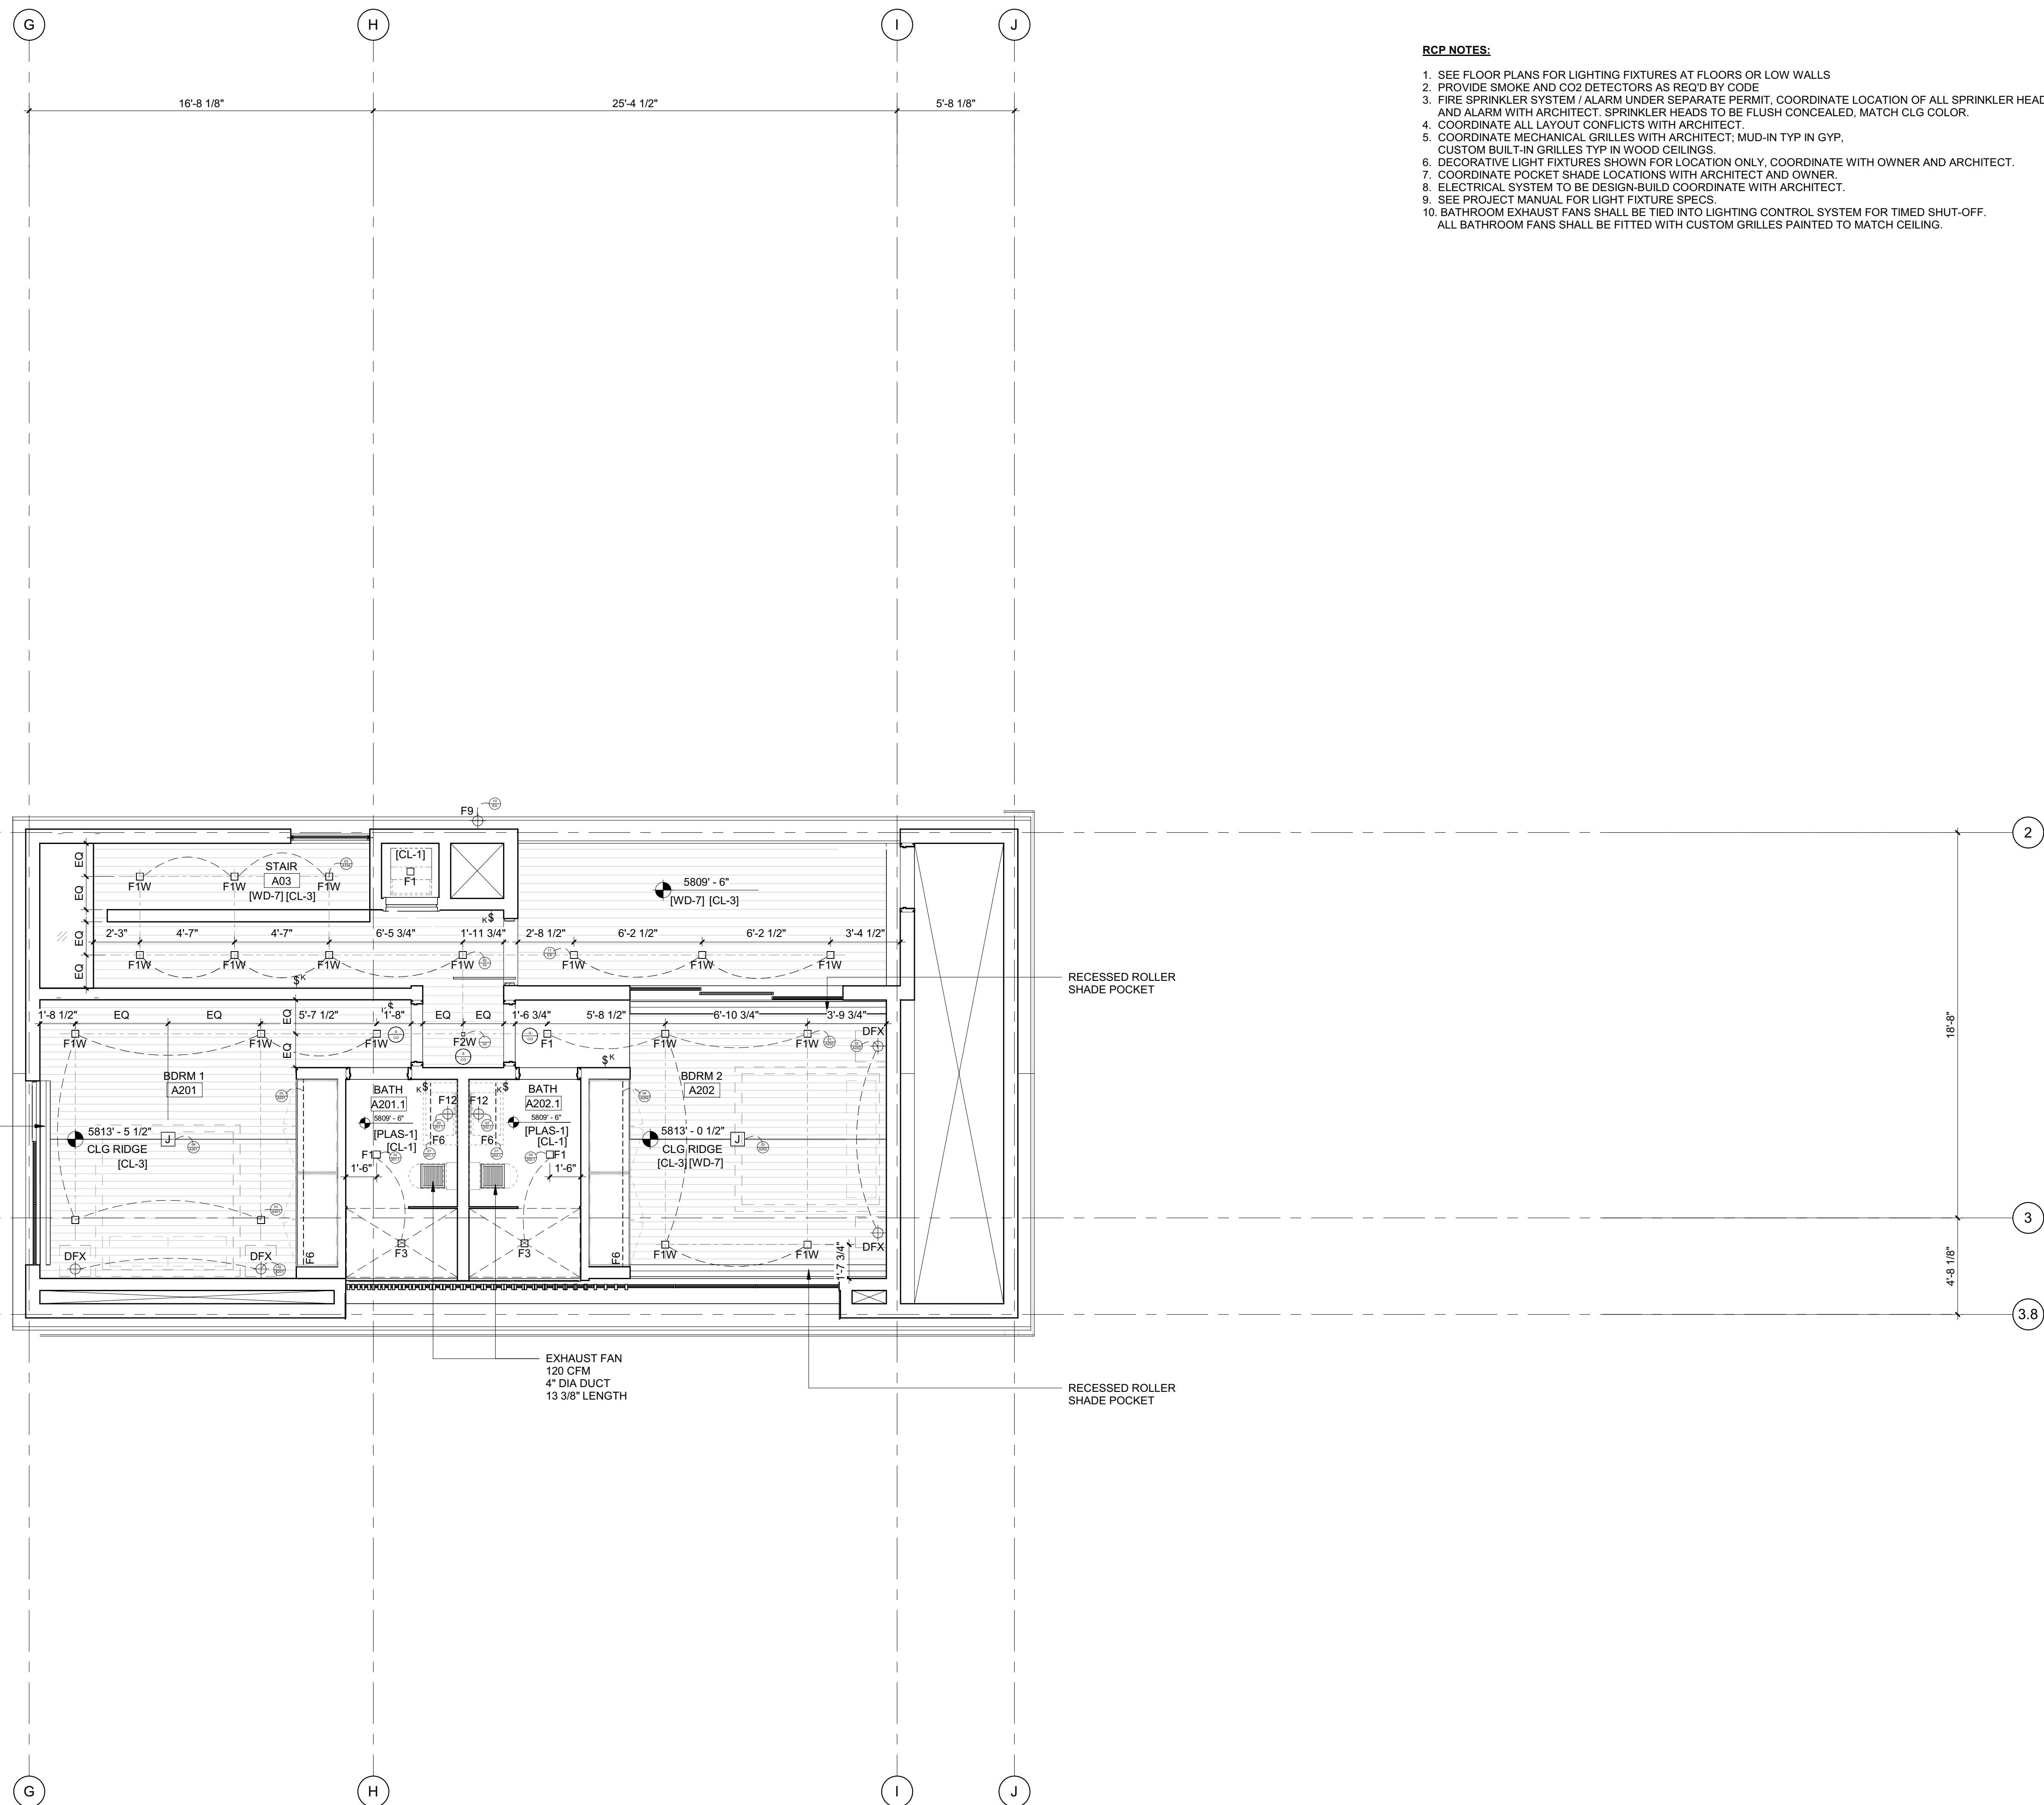 G
H
I
J
16'-8 1/8"
25'-4 1/2"
5'-8 1/8"
RCP NOTES:
1. SEE FLOOR PLANS FOR LIGHTING FIXTURES AT FLOORS OR LOW WALLS
2. PROVIDE SMOKE AND CO2 DETECTORS AS REQ'D BY CODE
3. FIRE SPRINKLER SYSTEM / ALARM UNDER SEPARATE PERMIT, COORDINATE LOCATION OF ALL SPRINKLER HEAD
AND ALARM WITH ARCHITECT. SPRINKLER HEADS TO BE FLUSH CONCEALED, MATCH CLG COLOR.
4. COORDINATE ALL LAYOUT CONFLICTS WITH ARCHITECT.
5. COORDINATE MECHANICAL GRILLES WITH ARCHITECT; MUD-IN TYP IN GYP,
CUSTOM BUILT-IN GRILLES TYP IN WOOD CEILINGS.
6. DECORATIVE LIGHT FIXTURES SHOWN FOR LOCATION ONLY, COORDINATE WITH OWNER AND ARCHITECT.
7. COORDINATE POCKET SHADE LOCATIONS WITH ARCHITECT AND OWNER.
8. ELECTRICAL SYSTEM TO BE DESIGN-BUILD COORDINATE WITH ARCHITECT.
9. SEE PROJECT MANUAL FOR LIGHT FIXTURE SPECS.
10. BATHROOM EXHAUST FANS SHALL BE TIED INTO LIGHTING CONTROL SYSTEM FOR TIMED SHUT-OFF.
ALL BATHROOM FANS SHALL BE FITTED WITH CUSTOM GRILLES PAINTED TO MATCH CEILING.
F9
2
EQ
EQ
EQ
EQ
STAIR
A03
[WD-7] [CL-3]
F1W
F1W
F1W
[CL-1]
F1
5809' - 6"
[WD-7] [CL-3]
K$
2'-3"
4'-7"
4'-7"
6'-5 3/4"
1'-11 3/4"
2'-8 1/2"
6'-2 1/2"
6'-2 1/2"
3'-4 1/2"
F1W
F1W
F1W
F1W
F1W
F1W
F1W
$K
RECESSED ROLLER
SHADE POCKET
$
1'-8 1/2"
EQ
EQ
EQ
EQ
5'-7 1/2"
1'-8"
EQ
EQ
1'-6 3/4"
5'-8 1/2"
6'-10 3/4"
3'-9 3/4"
F1W
F1W
F1W
F2W
F1
F1W
F1W
DFX
S
CO
S
CO
S
CO
$K
18'-8"
BDRM 1
A201
BATH
A201.1
5809' - 6"
[PLAS-1]
[CL-1]
K$
F12
F6
F1
1'-6"
K$
F12
F6
BATH
A202.1
5809' - 6"
[PLAS-1]
[CL-1]
F1
1'-6"
BDRM 2
A202
5813' - 5 1/2"
CLG RIDGE
[CL-3]
J
5813' - 0 1/2"
CLG RIDGE
[CL-3] [WD-7]
J
3
DFX
DFX
F6
F3
F3
F6
F1W
F1W
1'-7 3/4"
DFX
4'-8 1/8"
3.8
EXHAUST FAN
120 CFM
4" DIA DUCT
13 3/8" LENGTH
RECESSED ROLLER
SHADE POCKET
G
H
I
J